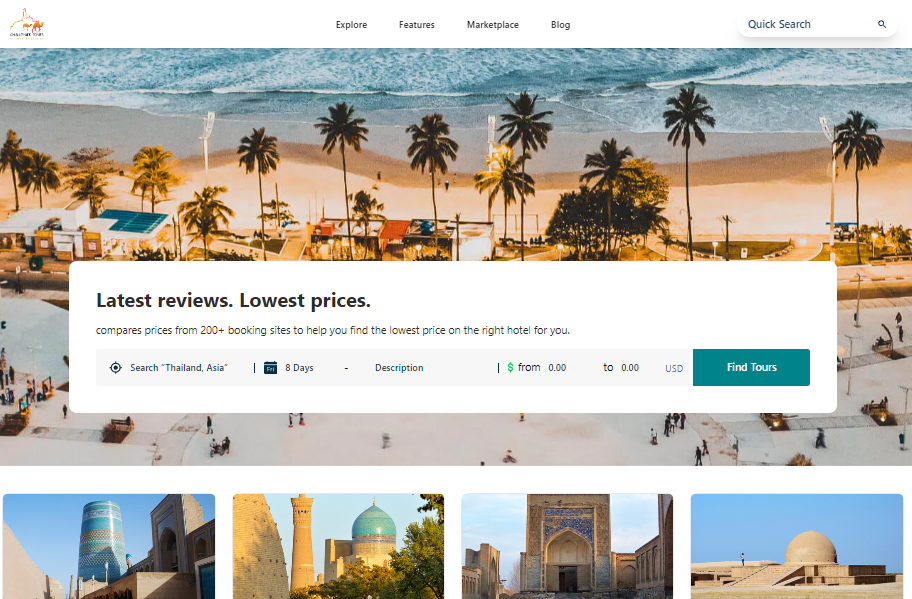 Explore
Features
Marketplace
Blog
Quick Search
Latest reviews. Lowest prices.
compares prices from 200+ booking sites to help you find the lowest price on the right hotel for you.
Search "Thailand, Asia" | Fri 8 Days - Description | $ from 0.00 to 0.00 USD Find Tours